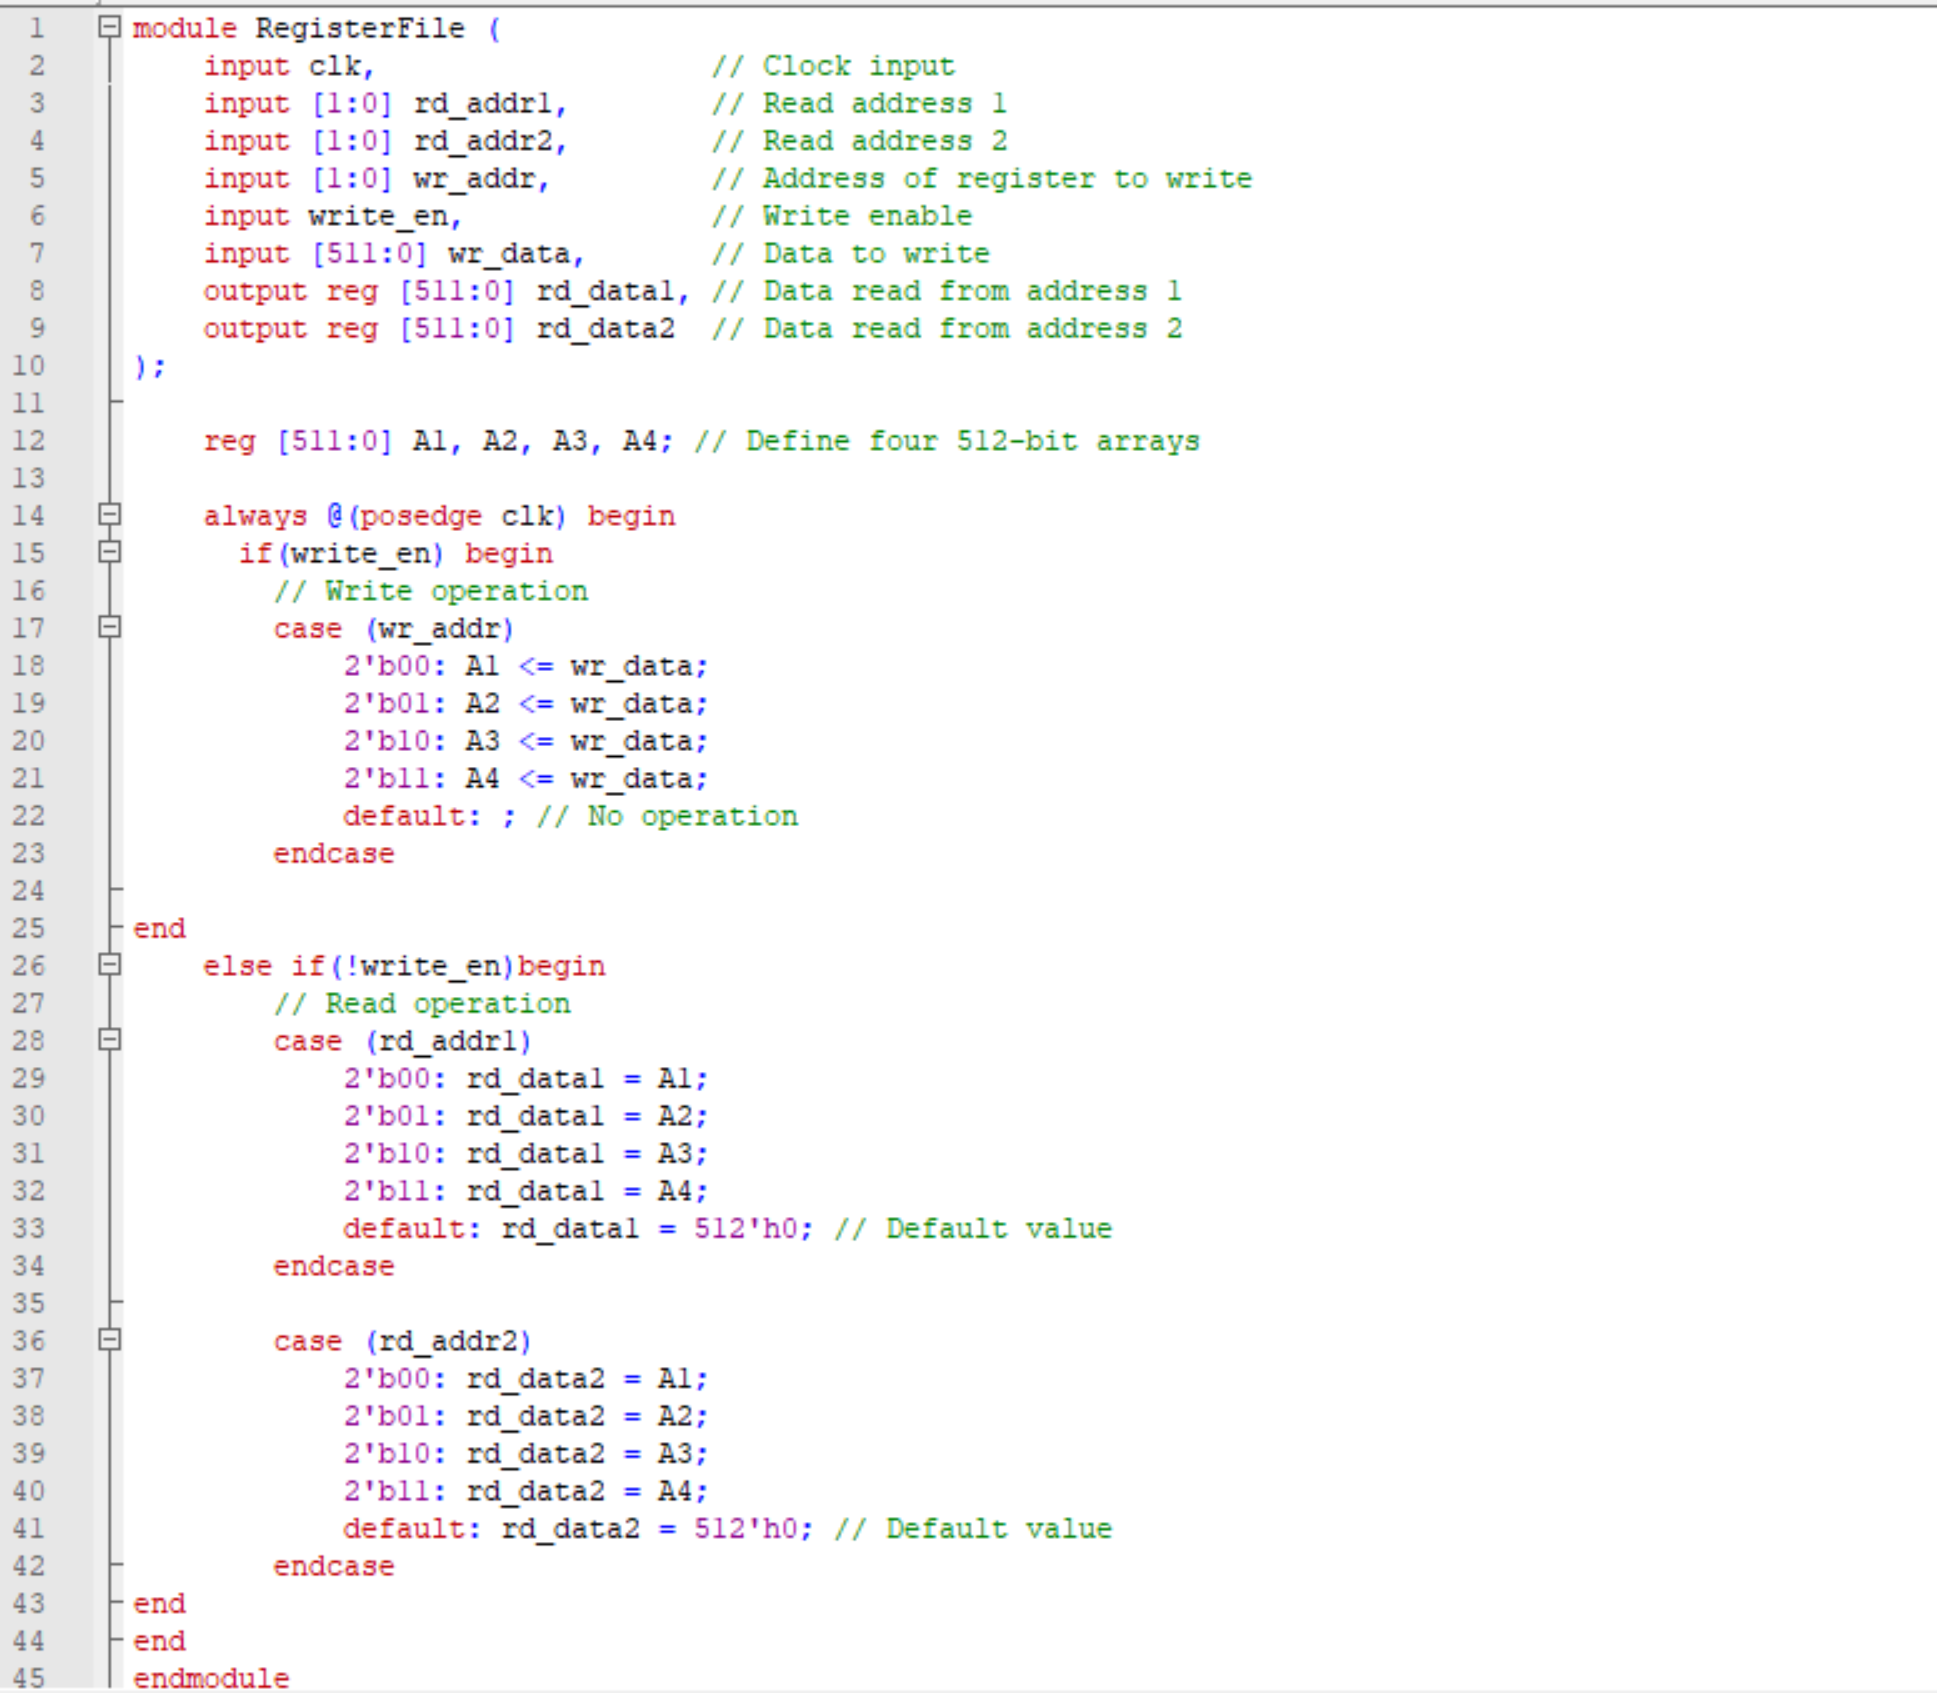 1 module RegisterFile (
2     input clk,                   // Clock input
3     input [1:0] rd_addr1,        // Read address 1
4     input [1:0] rd_addr2,        // Read address 2
5     input [1:0] wr_addr,         // Address of register to write
6     input write_en,              // Write enable
7     input [511:0] wr_data,       // Data to write
8     output reg [511:0] rd_data1, // Data read from address 1
9     output reg [511:0] rd_data2  // Data read from address 2
10 );
11
12     reg [511:0] A1, A2, A3, A4; // Define four 512-bit arrays
13
14     always @(posedge clk) begin
15       if(write_en) begin
16         // Write operation
17         case (wr_addr)
18             2'b00: A1 <= wr_data;
19             2'b01: A2 <= wr_data;
20             2'b10: A3 <= wr_data;
21             2'b11: A4 <= wr_data;
22             default: ; // No operation
23         endcase
24
25 end
26     else if(!write_en)begin
27         // Read operation
28         case (rd_addr1)
29             2'b00: rd_data1 = A1;
30             2'b01: rd_data1 = A2;
31             2'b10: rd_data1 = A3;
32             2'b11: rd_data1 = A4;
33             default: rd_data1 = 512'h0; // Default value
34         endcase
35
36         case (rd_addr2)
37             2'b00: rd_data2 = A1;
38             2'b01: rd_data2 = A2;
39             2'b10: rd_data2 = A3;
40             2'b11: rd_data2 = A4;
41             default: rd_data2 = 512'h0; // Default value
42         endcase
43 end
44 end
45 endmodule